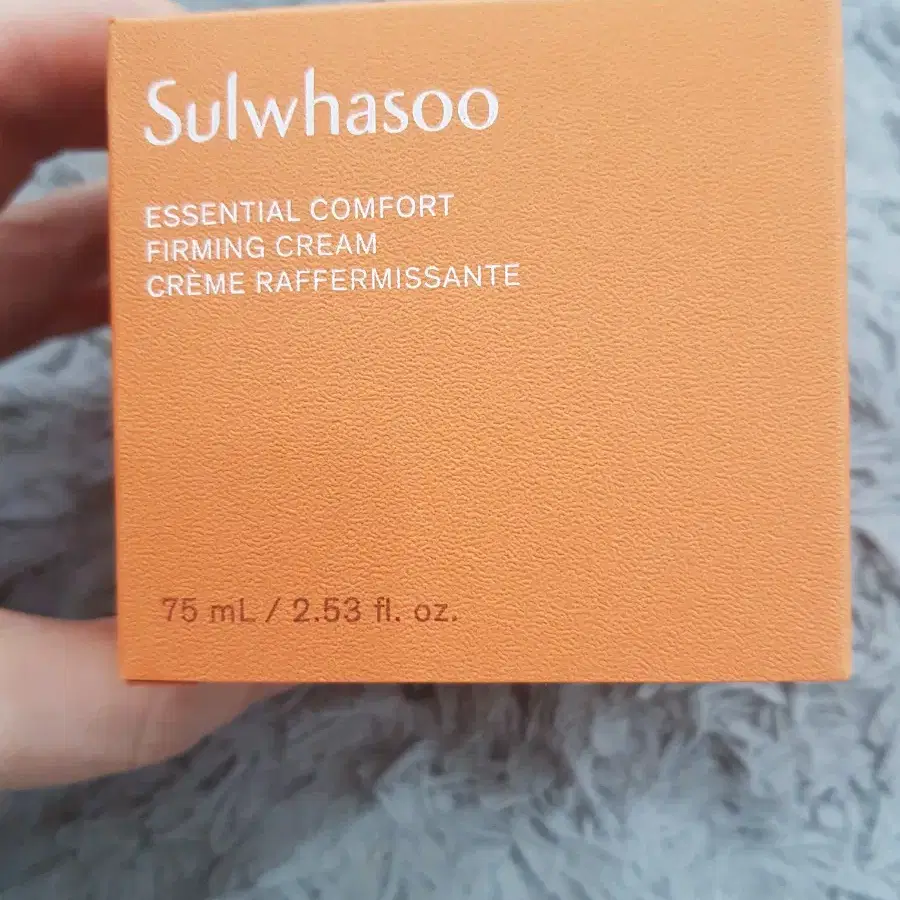 Sulwhasoo
ESSENTIAL COMFORT
FIRMING CREAM
CRÈME RAFFERMISSANTE
75 mL / 2.53 fl. oz.